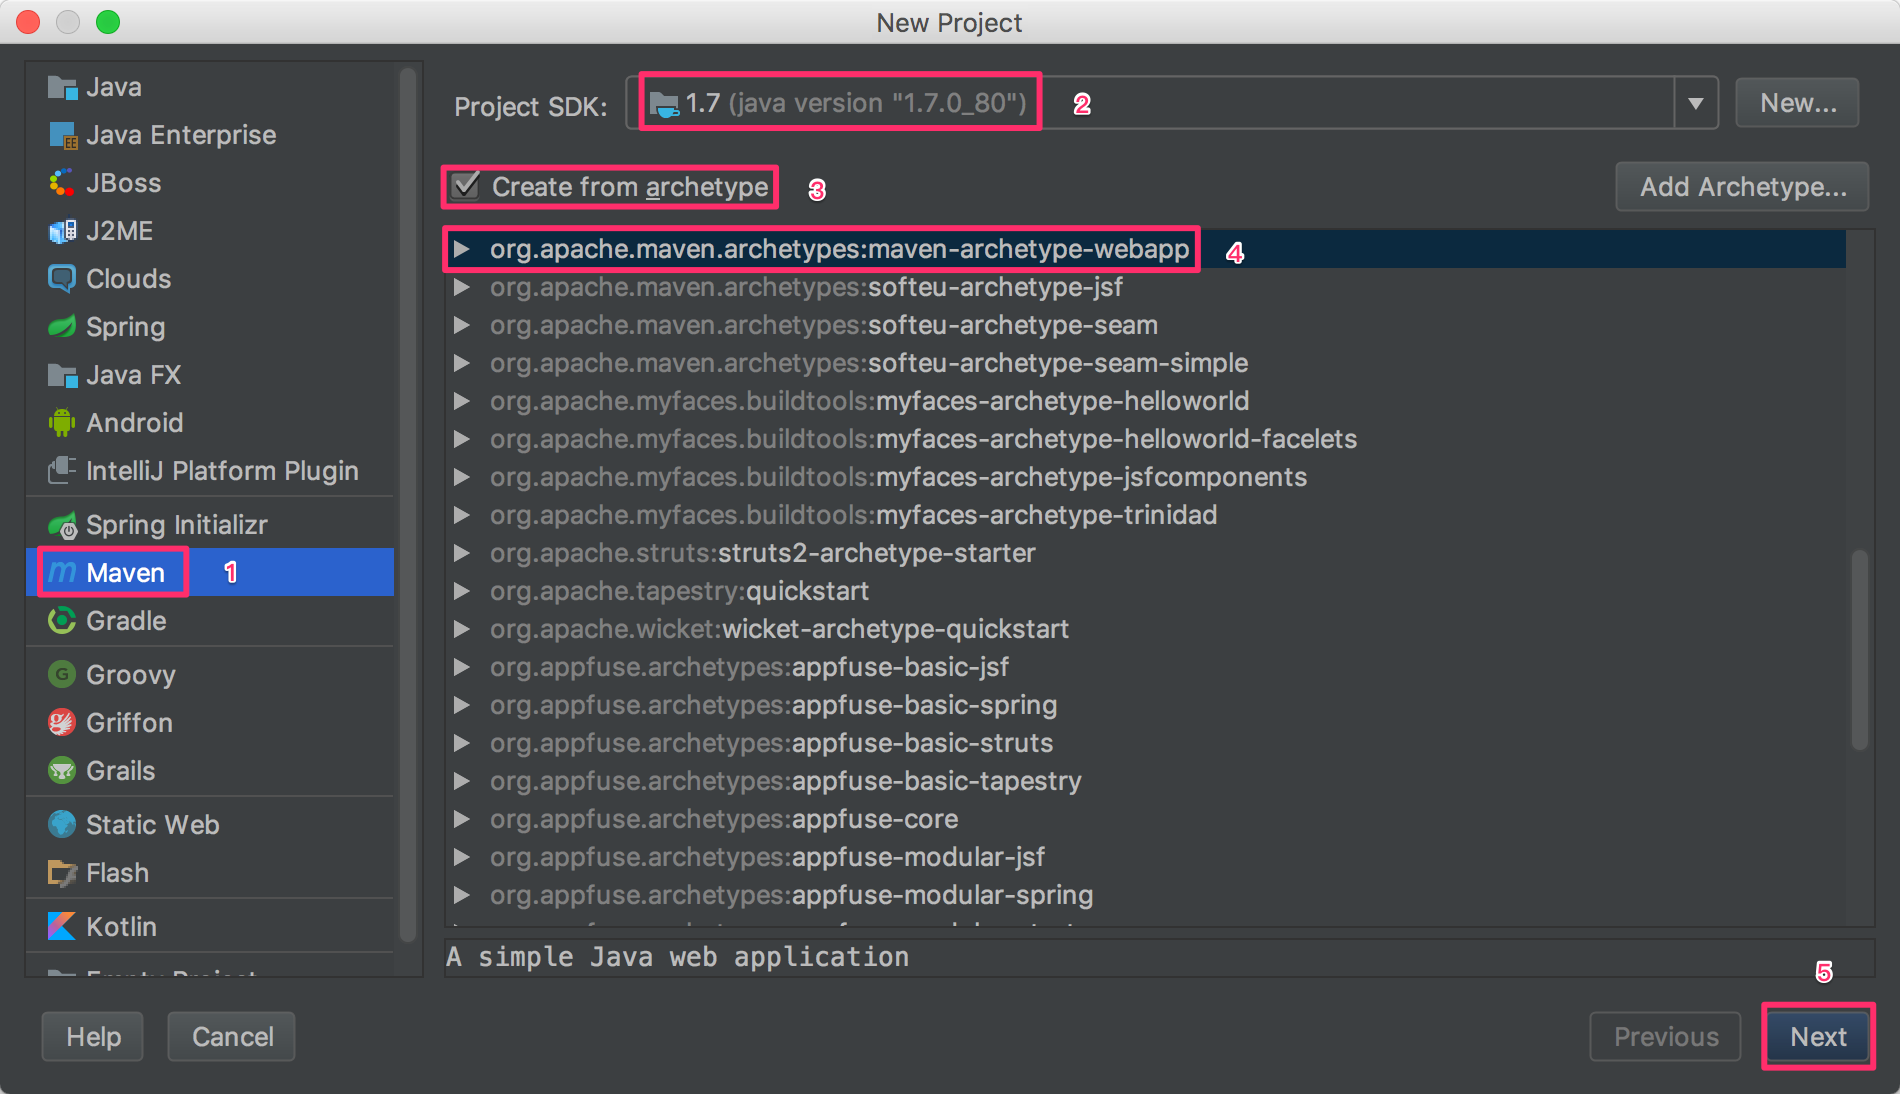 New Project
Java
Java Enterprise
JBoss
J2ME
Clouds
Spring
Java FX
Android
IntelliJ Platform Plugin
Spring Initializr
Maven 1
Gradle
Groovy
Griffon
Grails
Static Web
Flash
Kotlin
Empty Project
Project SDK: 1.7 (java version "1.7.0_80") 2 New...
Create from archetype 3 Add Archetype...
org.apache.maven.archetypes:maven-archetype-webapp 4
org.apache.maven.archetypes:softeu-archetype-jsf
org.apache.maven.archetypes:softeu-archetype-seam
org.apache.maven.archetypes:softeu-archetype-seam-simple
org.apache.myfaces.buildtools:myfaces-archetype-helloworld
org.apache.myfaces.buildtools:myfaces-archetype-helloworld-facelets
org.apache.myfaces.buildtools:myfaces-archetype-jsfcomponents
org.apache.myfaces.buildtools:myfaces-archetype-trinidad
org.apache.struts:struts2-archetype-starter
org.apache.tapestry:quickstart
org.apache.wicket:wicket-archetype-quickstart
org.appfuse.archetypes:appfuse-basic-jsf
org.appfuse.archetypes:appfuse-basic-spring
org.appfuse.archetypes:appfuse-basic-struts
org.appfuse.archetypes:appfuse-basic-tapestry
org.appfuse.archetypes:appfuse-core
org.appfuse.archetypes:appfuse-modular-jsf
org.appfuse.archetypes:appfuse-modular-spring
A simple Java web application
5
Help Cancel Previous Next